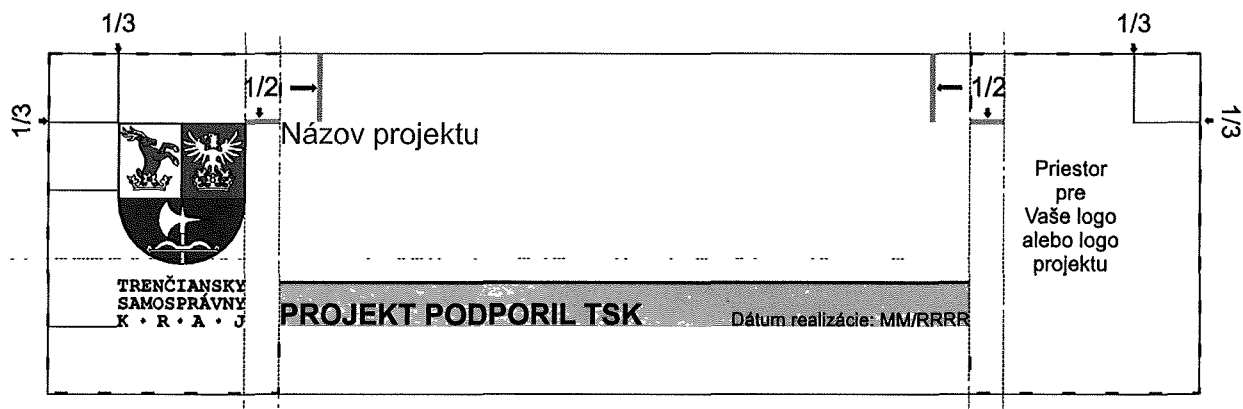 1/3
1/3
1/2
1/2
1/3
1/3
Názov projektu
Priestor
pre
Vaše logo
alebo logo
projektu
TRENČIANSKY
SAMOSPRÁVNY
K · R · A · J
PROJEKT PODPORIL TSK
Dátum realizácie: MM/RRRR